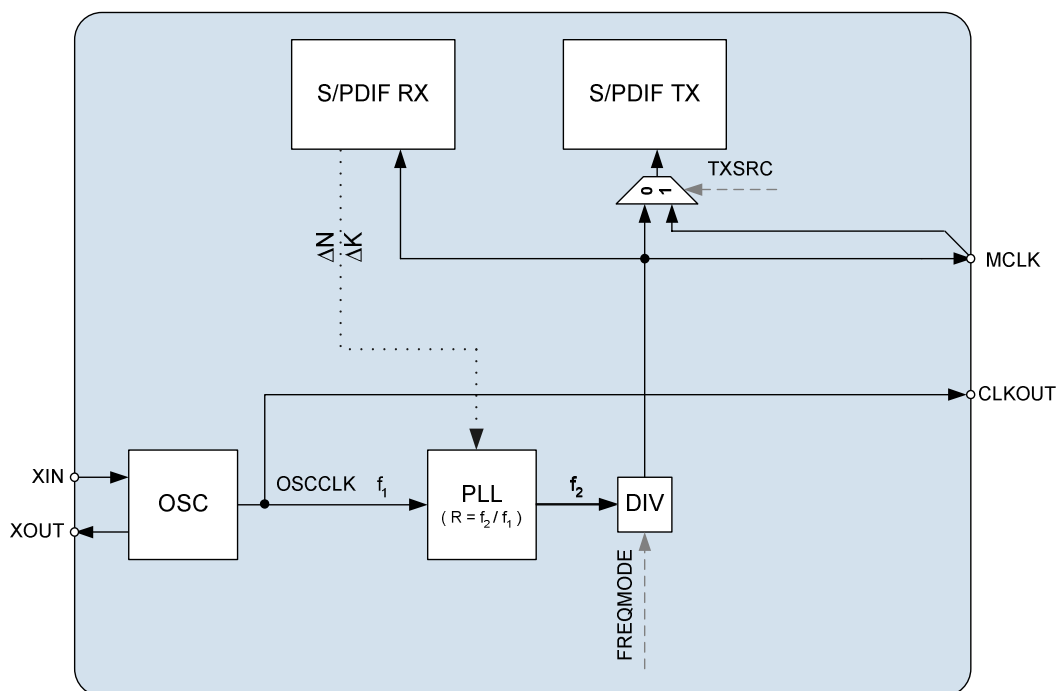 S/PDIF RX
S/PDIF TX
TXSRC
0
1
ΔN
ΔK
MCLK
CLKOUT
XIN
XOUT
OSC
OSCCLK f₁
PLL
( R = f₂ / f₁ )
f₂
DIV
FREQMODE